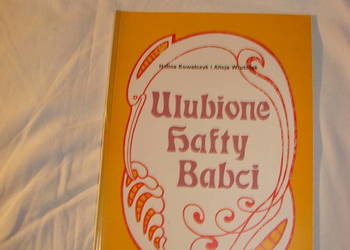 Halina Kowalczyk i Alicja
Ulubione
Hafty
Babci